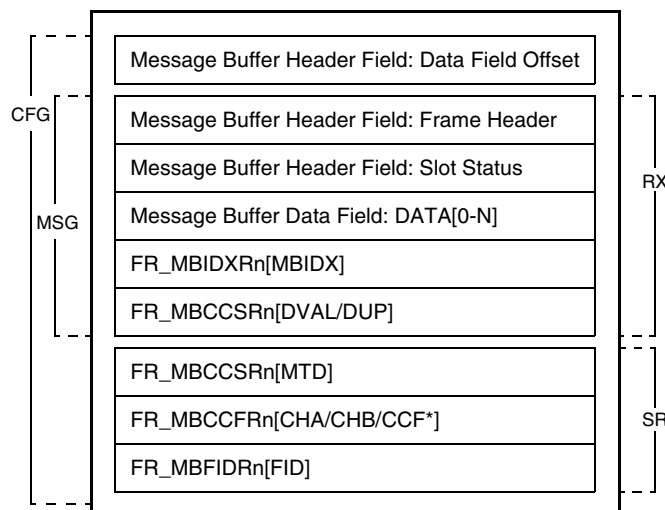 Message Buffer Header Field: Data Field Offset
CFG
Message Buffer Header Field: Frame Header
Message Buffer Header Field: Slot Status
RX
Message Buffer Data Field: DATA[0-N]
MSG
FR_MBIDXRn[MBIDX]
FR_MBCCSRn[DVAL/DUP]
FR_MBCCSRn[MTD]
FR_MBCCFRn[CHA/CHB/CCF*]
SR
FR_MBFIDRn[FID]